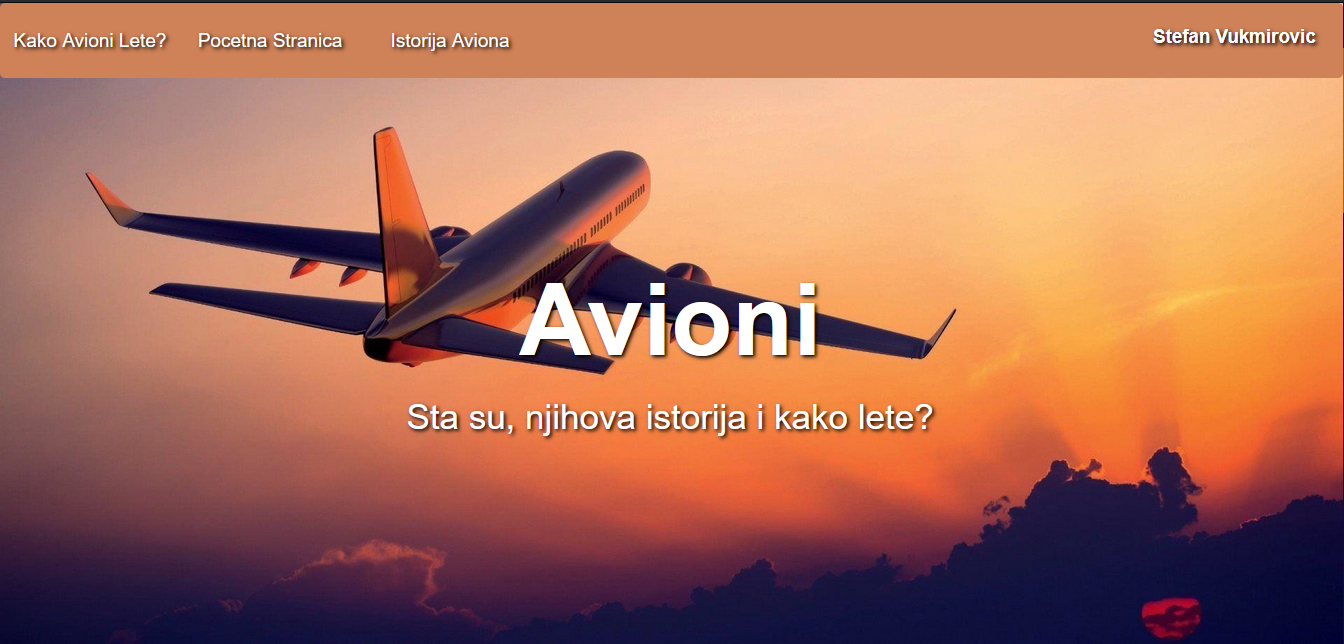 Kako Avioni Lete? Pocetna Stranica Istorija Aviona Stefan Vukmirovic
Avioni
Sta su, njihova istorija i kako lete?